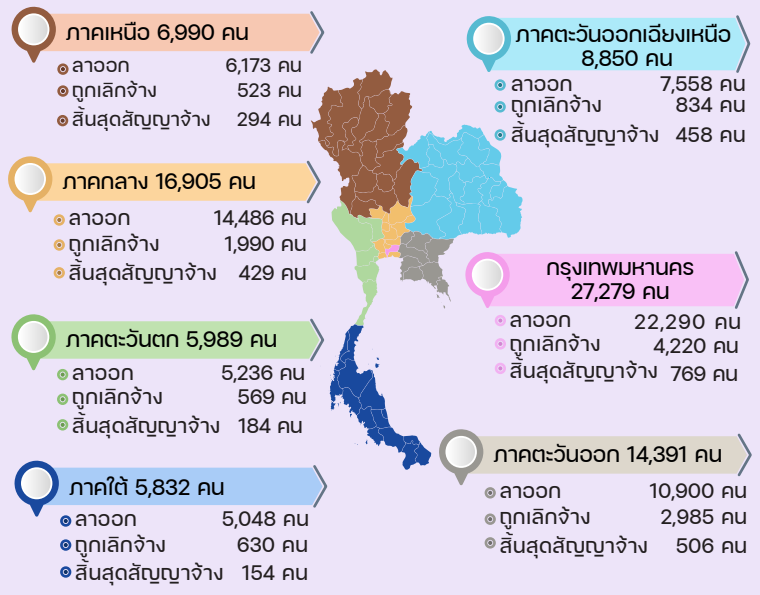 ภาคเหนือ 6,990 คน
ลาออก 6,173 คน
ถูกเลิกจ้าง 523 คน
สิ้นสุดสัญญาจ้าง 294 คน
ภาคกลาง 16,905 คน
ลาออก 14,486 คน
ถูกเลิกจ้าง 1,990 คน
สิ้นสุดสัญญาจ้าง 429 คน
ภาคตะวันตก 5,989 คน
ลาออก 5,236 คน
ถูกเลิกจ้าง 569 คน
สิ้นสุดสัญญาจ้าง 184 คน
ภาคใต้ 5,832 คน
ลาออก 5,048 คน
ถูกเลิกจ้าง 630 คน
สิ้นสุดสัญญาจ้าง 154 คน
ภาคตะวันออกเฉียงเหนือ
8,850 คน
ลาออก 7,558 คน
ถูกเลิกจ้าง 834 คน
สิ้นสุดสัญญาจ้าง 458 คน
กรุงเทพมหานคร
27,279 คน
ลาออก 22,290 คน
ถูกเลิกจ้าง 4,220 คน
สิ้นสุดสัญญาจ้าง 769 คน
ภาคตะวันออก 14,391 คน
ลาออก 10,900 คน
ถูกเลิกจ้าง 2,985 คน
สิ้นสุดสัญญาจ้าง 506 คน